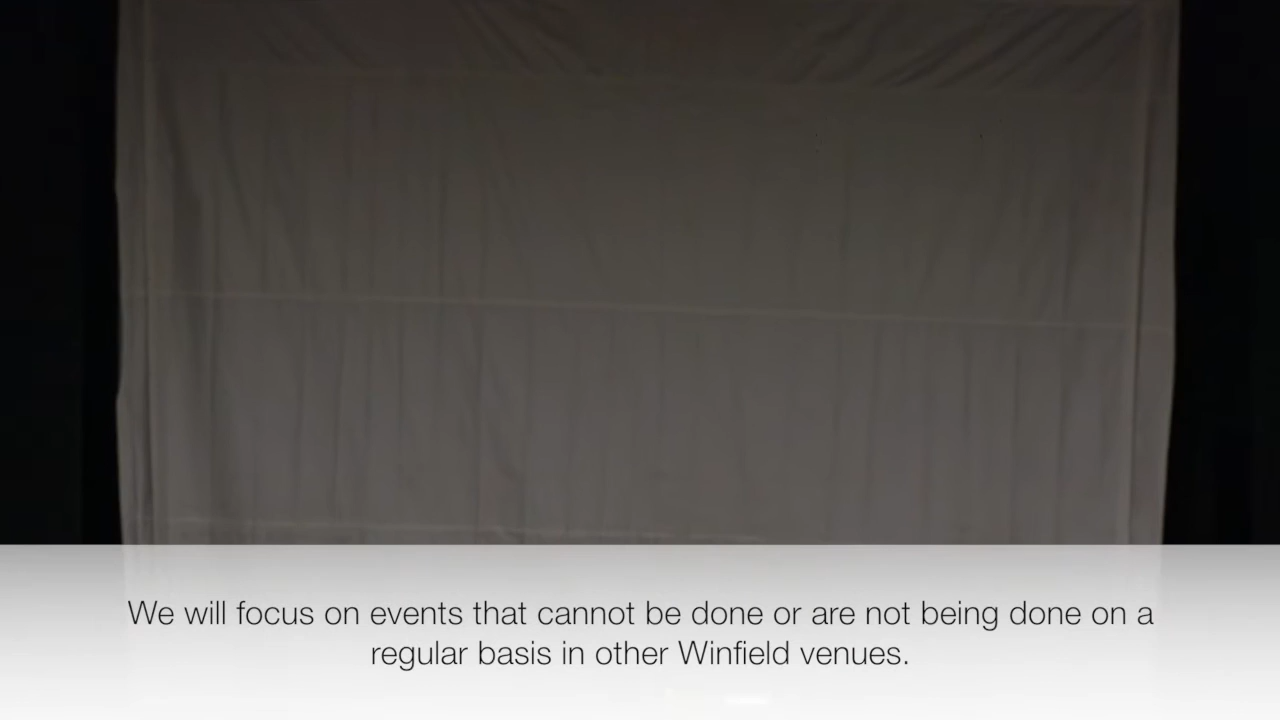 We will focus on events that cannot be done or are not being done on a
regular basis in other Winfield venues.